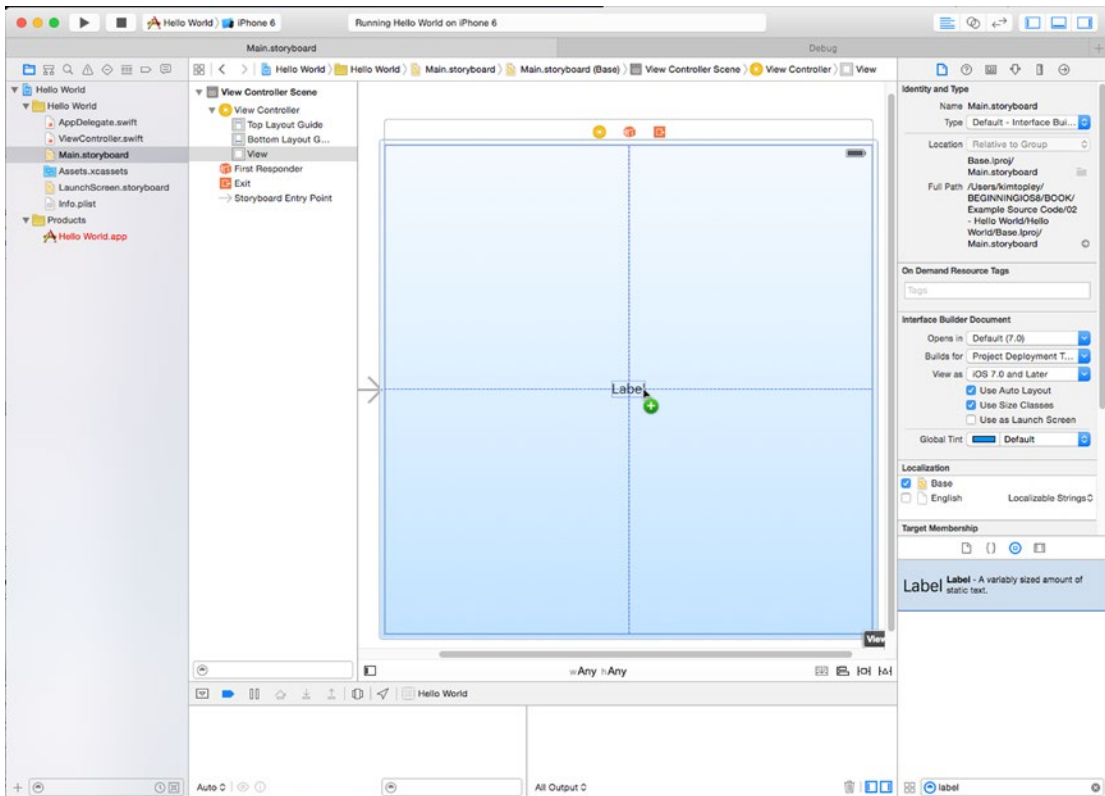 Hello World
iPhone 6
Running Hello World on iPhone 6
Main.storyboard
Debug
Hello World
Hello World
Main.storyboard
Main.storyboard (Base)
View Controller Scene
View Controller
View
Hello World
Hello World
AppDelegate.swift
ViewController.swift
Main.storyboard
Assets.xcassets
LaunchScreen.storyboard
Info.plist
Products
Hello World.app
View Controller Scene
View Controller
Top Layout Guide
Bottom Layout G...
View
First Responder
Exit
Storyboard Entry Point
Label
View
wAny hAny
Hello World
Auto
All Output
Identity and Type
Name Main.storyboard
Type Default - Interface Bui...
Location Relative to Group
Base.lproj/
Main.storyboard
Full Path /Users/kimtopley/
BEGINNINGIOS8/BOOK/
Example Source Code/02
- Hello World/Hello
World/Base.lproj/
Main.storyboard
On Demand Resource Tags
Tags
Interface Builder Document
Opens in Default (7.0)
Builds for Project Deployment T...
View as iOS 7.0 and Later
Use Auto Layout
Use Size Classes
Use as Launch Screen
Global Tint Default
Localization
Base
English Localizable Strings
Target Membership
Label Label - A variably sized amount of
static text.
label